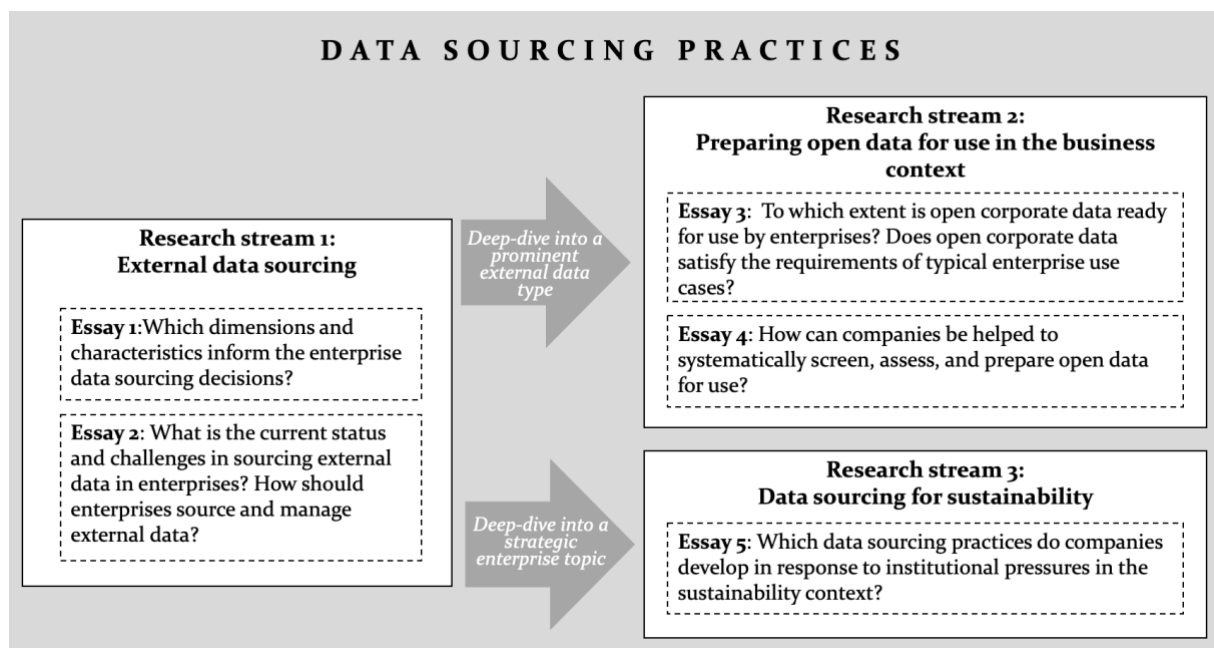 DATA SOURCING PRACTICES
Research stream 1:
External data sourcing
Essay 1:Which dimensions and
characteristics inform the enterprise
data sourcing decisions?
Essay 2: What is the current status
and challenges in sourcing external
data in enterprises? How should
enterprises source and manage
external data?
Deep-dive into a
prominent
external data
type
Research stream 2:
Preparing open data for use in the business
context
Essay 3:  To which extent is open corporate data ready
for use by enterprises? Does open corporate data
satisfy the requirements of typical enterprise use
cases?
Essay 4: How can companies be helped to
systematically screen, assess, and prepare open data
for use?
Deep-dive into a
strategic
enterprise topic
Research stream 3:
Data sourcing for sustainability
Essay 5: Which data sourcing practices do companies
develop in response to institutional pressures in the
sustainability context?